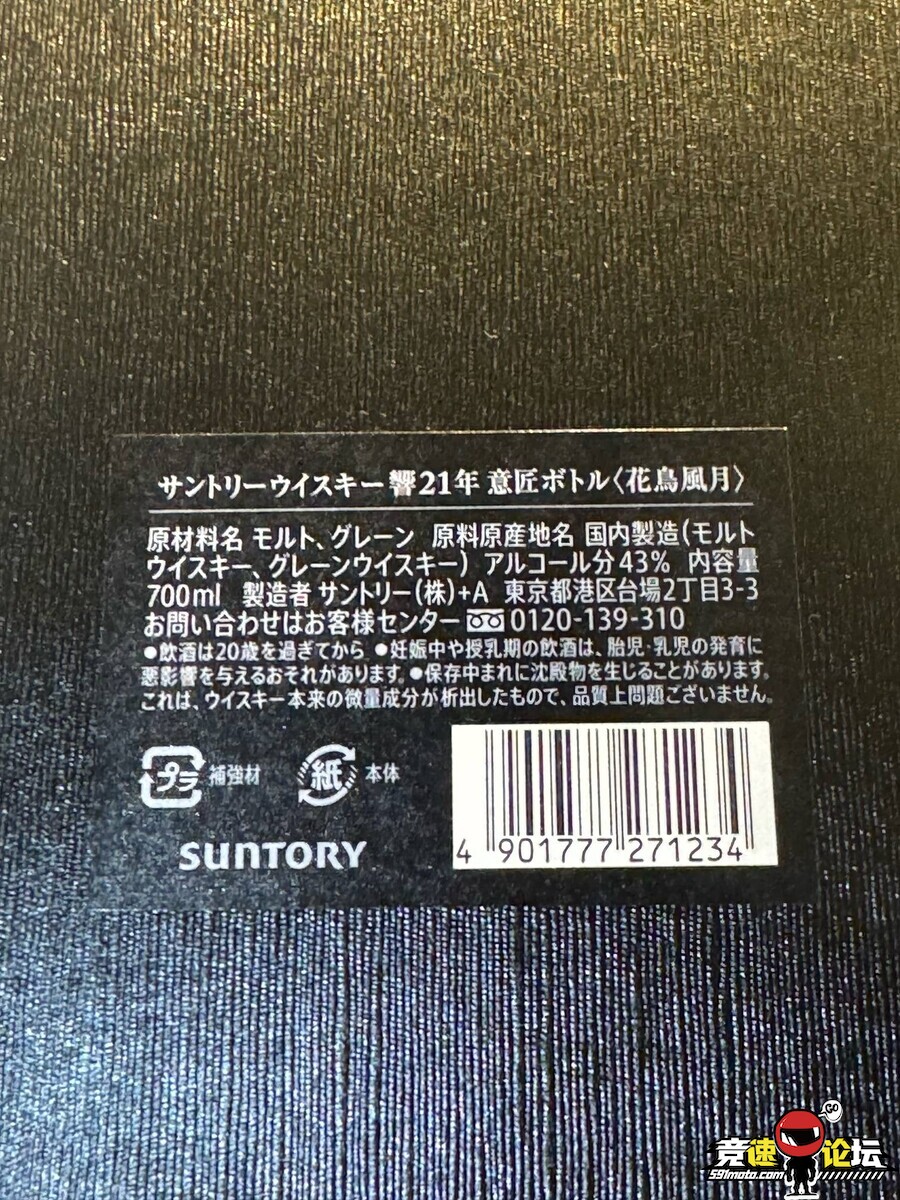 サントリーウイスキー 響21年 意匠ボトル〈花鳥風月〉
原材料名 モルト、グレーン 原料原産地名 国内製造(モルト
ウイスキー、グレーンウイスキー) アルコール分43% 内容量
700ml 製造者 サントリー(株)+A 東京都港区台場2丁目3-3
お問い合わせはお客様センター 0120-139-310
●飲酒は20歳を過ぎてから ●妊娠中や授乳期の飲酒は、胎児・乳児の発育に
悪影響を与えるおそれがあります。●保存中まれに沈殿物を生じることがあります。
これは、ウイスキー本来の微量成分が析出したもので、品質上問題ございません。
プラ 補強材 紙 本体
SUNTORY
4 901777 271234
GO
竞速论坛
591moto.com